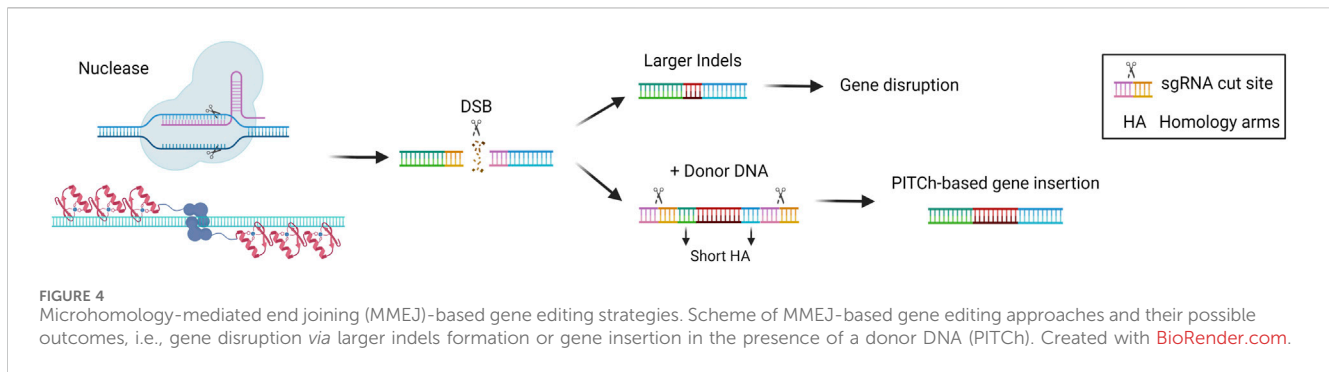 Nuclease
DSB
Larger Indels
Gene disruption
+ Donor DNA
Short HA
PITCh-based gene insertion
sgRNA cut site
HA Homology arms
FIGURE 4
Microhomology-mediated end joining (MMEJ)-based gene editing strategies. Scheme of MMEJ-based gene editing approaches and their possible
outcomes, i.e., gene disruption via larger indels formation or gene insertion in the presence of a donor DNA (PITCh). Created with BioRender.com.